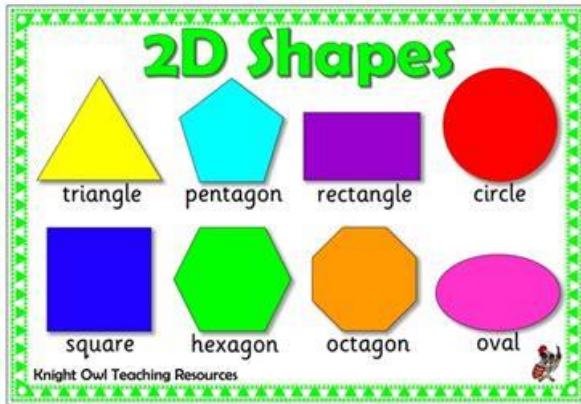 2D Shapes
triangle pentagon rectangle circle
square hexagon octagon oval
Knight Owl Teaching Resources